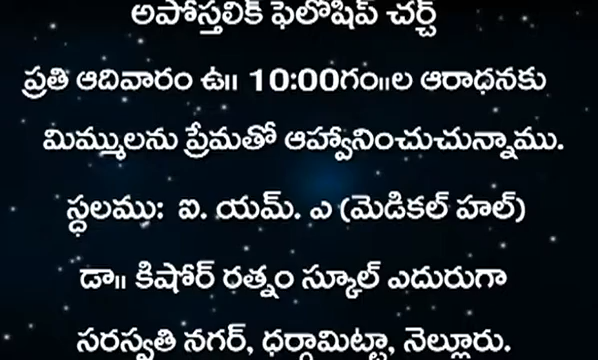 అపోస్తలిక్ ఫెలోషిప్ చర్చ్
ప్రతి ఆదివారం ఉ॥ 10:00గం॥ల ఆరాధనకు
మిమ్ములను ప్రేమతో ఆహ్వానించుచున్నాము.
స్థలము: ఐ. యమ్. ఎ (మెడికల్ హల్)
డా॥ కిషోర్ రత్నం స్కూల్ ఎదురుగా
సరస్వతి నగర్, ధర్గామిట్టా, నెల్లూరు.